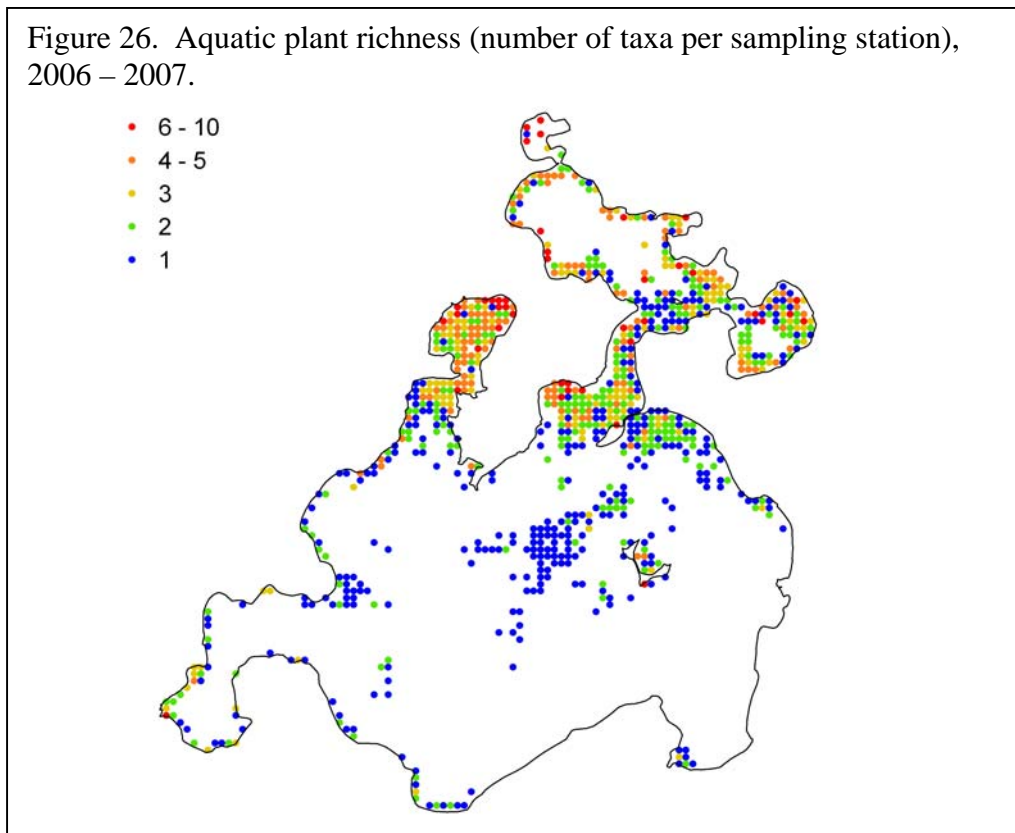 Figure 26.  Aquatic plant richness (number of taxa per sampling station),
2006 – 2007.
6 - 10
4 - 5
3
2
1